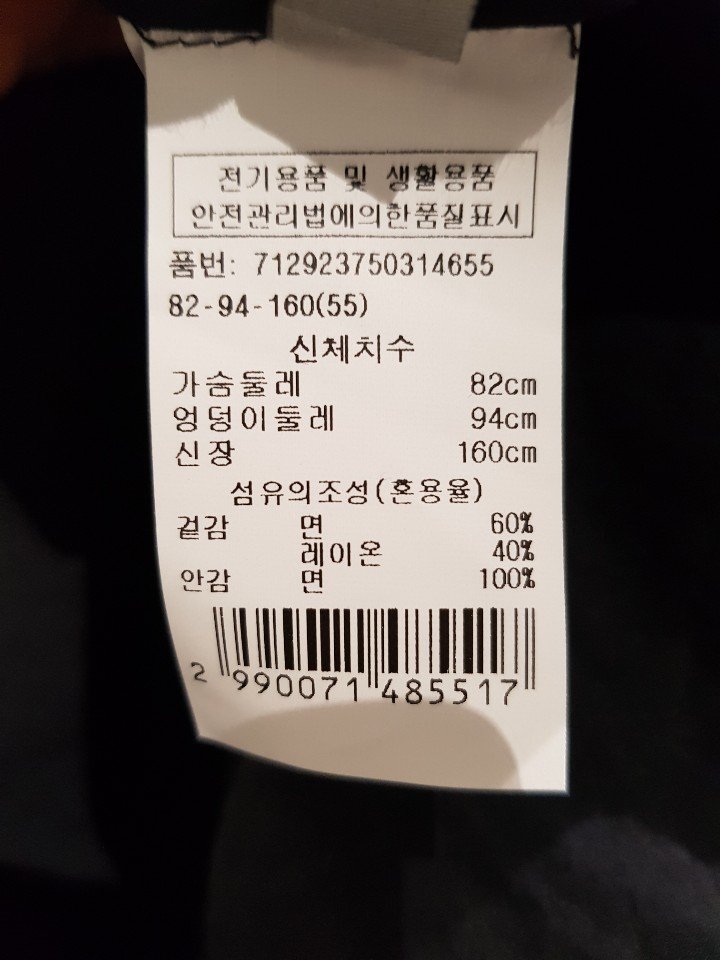 전기용품 및 생활용품
안전관리법에의한품질표시
품번: 712923750314655
82-94-160(55)
신체치수
가슴둘레 82cm
엉덩이둘레 94cm
신장 160cm
섬유의조성(혼용율)
겉감 면 60%
레이온 40%
안감 면 100%
2 990071 485517